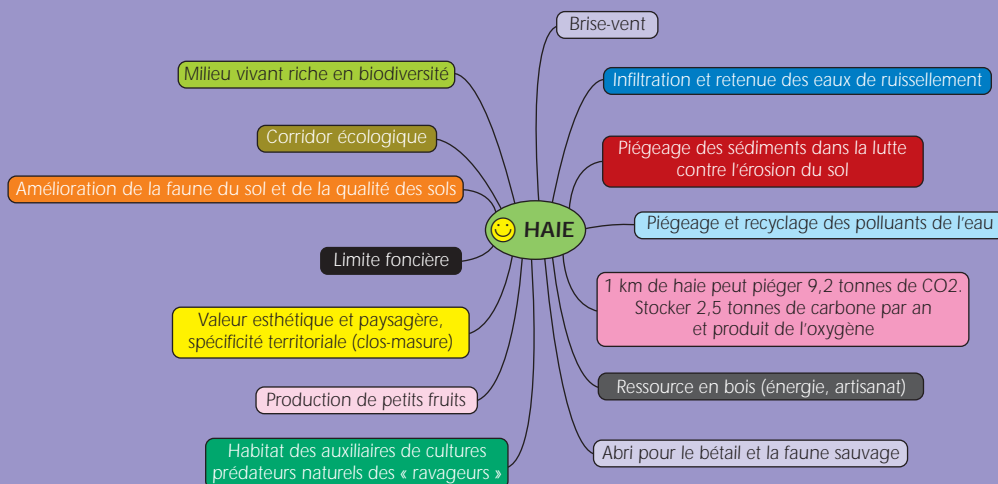 Brise-vent
Milieu vivant riche en biodiversité
Infiltration et retenue des eaux de ruissellement
Corridor écologique
Piégeage des sédiments dans la lutte
contre l'érosion du sol
Amélioration de la faune du sol et de la qualité des sols
HAIE
Piégeage et recyclage des polluants de l'eau
Limite foncière
1 km de haie peut piéger 9,2 tonnes de CO2.
Stocker 2,5 tonnes de carbone par an
et produit de l'oxygène
Valeur esthétique et paysagère,
spécificité territoriale (clos-masure)
Ressource en bois (énergie, artisanat)
Production de petits fruits
Habitat des auxiliaires de cultures
prédateurs naturels des « ravageurs »
Abri pour le bétail et la faune sauvage